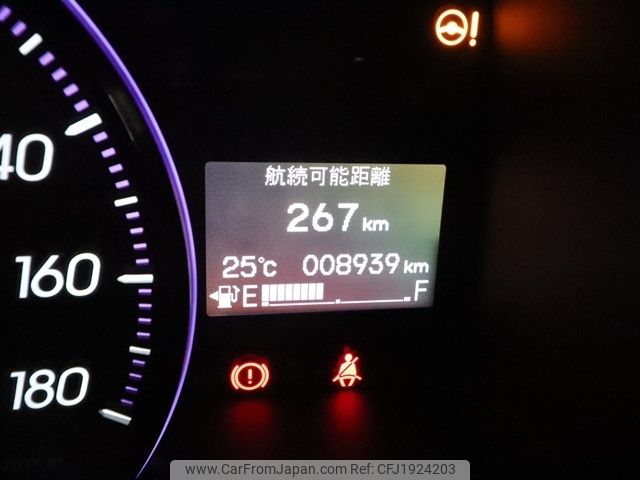 40
160
180
航続可能距離
267 km
25℃ 008939 km
E F
www.CarFromJapan.com Ref: CFJ1924203